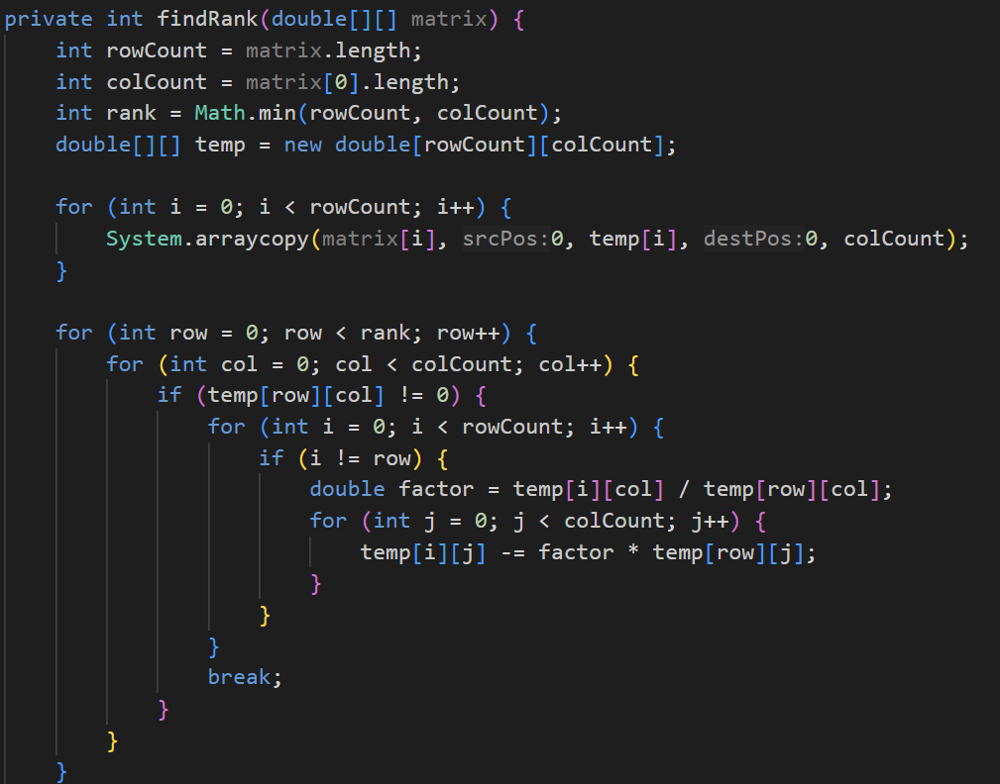 private int findRank(double[][] matrix) {
    int rowCount = matrix.length;
    int colCount = matrix[0].length;
    int rank = Math.min(rowCount, colCount);
    double[][] temp = new double[rowCount][colCount];

    for (int i = 0; i < rowCount; i++) {
        System.arraycopy(matrix[i], srcPos:0, temp[i], destPos:0, colCount);
    }

    for (int row = 0; row < rank; row++) {
        for (int col = 0; col < colCount; col++) {
            if (temp[row][col] != 0) {
                for (int i = 0; i < rowCount; i++) {
                    if (i != row) {
                        double factor = temp[i][col] / temp[row][col];
                        for (int j = 0; j < colCount; j++) {
                            temp[i][j] -= factor * temp[row][j];
                        }
                    }
                }
                break;
            }
        }
    }